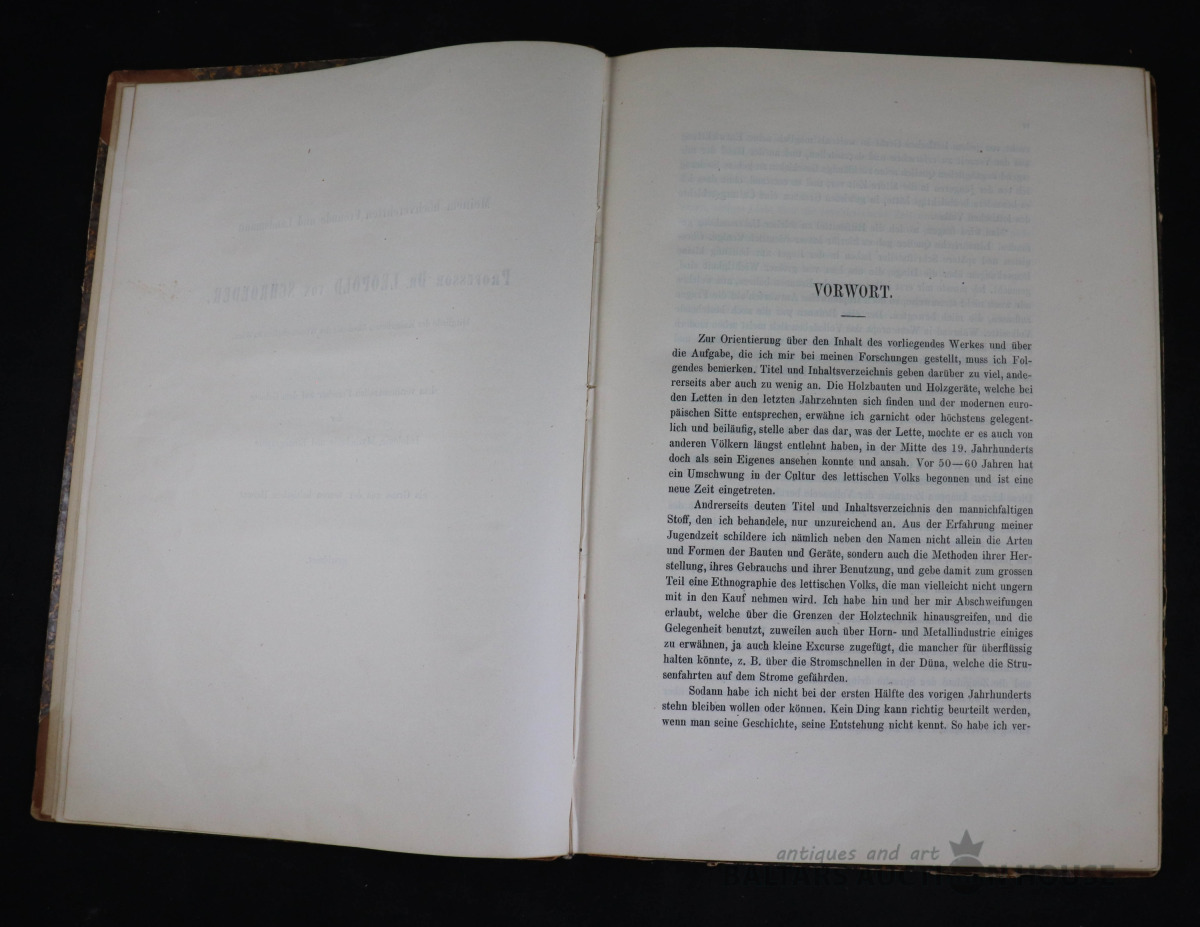 PROFESSOR DR. LEOPOLD VON SCHROEDER.
VORWORT.
Zur Orientierung über den Inhalt des vorliegendes Werkes und über
die Aufgabe, die ich mir bei meinen Forschungen gestellt, muss ich Fol-
gendes bemerken. Titel und Inhaltsverzeichnis geben darüber zu viel, ande-
rerseits aber auch zu wenig an. Die Holzbauten und Holzgeräte, welche bei
den Letten in den letzten Jahrzehnten sich finden und der modernen euro-
päischen Sitte entsprechen, erwähne ich garnicht oder höchstens gelegent-
lich und beiläufig, stelle aber das dar, was der Lette, mochte er es auch von
anderen Völkern längst entlehnt haben, in der Mitte des 19. Jahrhunderts
doch als sein Eigenes ansehen konnte und ansah. Vor 50—60 Jahren hat
ein Umschwung in der Cultur des lettischen Volks begonnen und ist eine
neue Zeit eingetreten.
Andrerseits deuten Titel und Inhaltsverzeichnis den mannichfaltigen
Stoff, den ich behandele, nur unzureichend an. Aus der Erfahrung meiner
Jugendzeit schildere ich nämlich neben den Namen nicht allein die Arten
und Formen der Bauten und Geräte, sondern auch die Methoden ihrer Her-
stellung, ihres Gebrauchs und ihrer Benutzung, und gebe damit zum grossen
Teil eine Ethnographie des lettischen Volks, die man vielleicht nicht ungern
mit in den Kauf nehmen wird. Ich habe hin und her mir Abschweifungen
erlaubt, welche über die Grenzen der Holztechnik hinausgreifen, und die
Gelegenheit benutzt, zuweilen auch über Horn- und Metallindustrie einiges
zu erwähnen, ja auch kleine Excurse zugefügt, die mancher für überflüssig
halten könnte, z. B. über die Stromschnellen in der Düna, welche die Stru-
senfahrten auf dem Strome gefährden.
Sodann habe ich nicht bei der ersten Hälfte des vorigen Jahrhunderts
stehn bleiben wollen oder können. Kein Ding kann richtig beurteilt werden,
wenn man seine Geschichte, seine Entstehung nicht kennt. So habe ich ver-
antiques and art
BALTARS AUCTION HOUSE